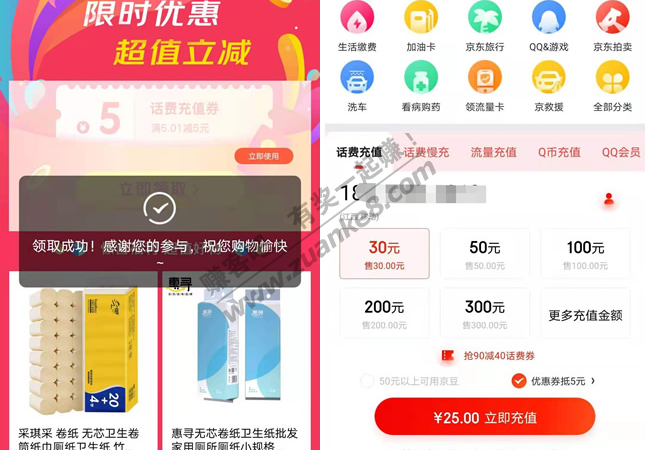 限时优惠
超值立减
¥5
话费充值券
满5.01减5元
立即使用
领取成功！感谢您的参与，祝您购物愉快
~
20+4
采琪采 卷纸 无芯卫生卷
筒纸巾厕纸卫生纸 竹...
惠寻
惠寻无芯卷纸卫生纸批发
家用厕所厕纸小规格...
生活缴费
加油卡
京东旅行
QQ&游戏
京东拍卖
洗车
看病购药
领流量卡
京救援
全部分类
话费充值
话费慢充
流量充值
Q币充值
QQ会员
18
30元
售30.00元
50元
售50.00元
100元
售100.00元
200元
售200.00元
300元
售300.00元
更多充值金额
抢90减40话费券
50元以上可用京豆
优惠券抵5元 ›
¥25.00 立即充值
赚客吧 有奖一起赚！
www.zuanke8.com